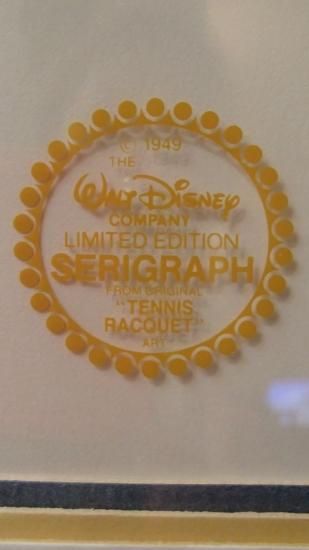 © 1949
THE
Walt Disney
COMPANY
LIMITED EDITION
SERIGRAPH
FROM ORIGINAL
"TENNIS
RACQUET"
ART